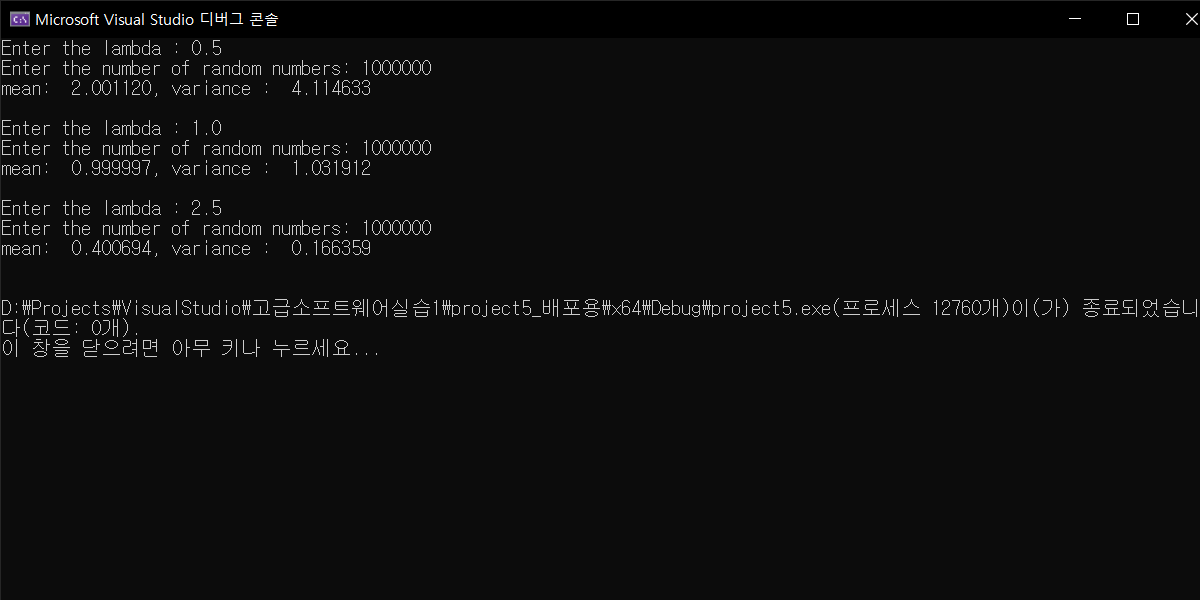 Microsoft Visual Studio 디버그 콘솔
Enter the lambda : 0.5
Enter the number of random numbers: 1000000
mean:  2.001120, variance :  4.114633
Enter the lambda : 1.0
Enter the number of random numbers: 1000000
mean:  0.999997, variance :  1.031912
Enter the lambda : 2.5
Enter the number of random numbers: 1000000
mean:  0.400694, variance :  0.166359
D:₩Projects₩VisualStudio₩고급소프트웨어실습1₩project5_배포용₩x64₩Debug₩project5.exe(프로세스 12760개)이(가) 종료되었습니
다(코드: 0개).
이 창을 닫으려면 아무 키나 누르세요...